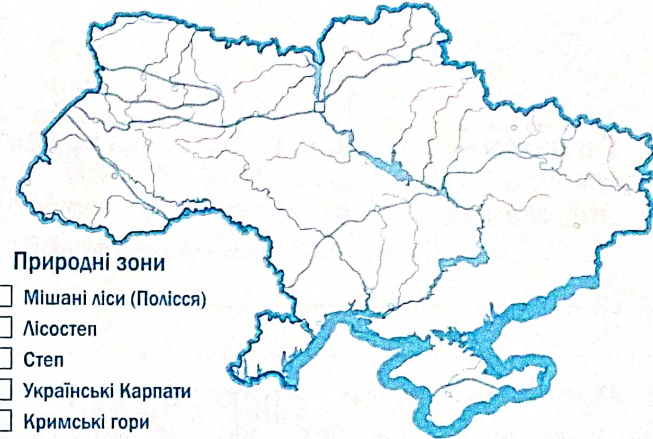 Природні зони
Мішані ліси (Полісся)
Лісостеп
Степ
Українські Карпати
Кримські гори